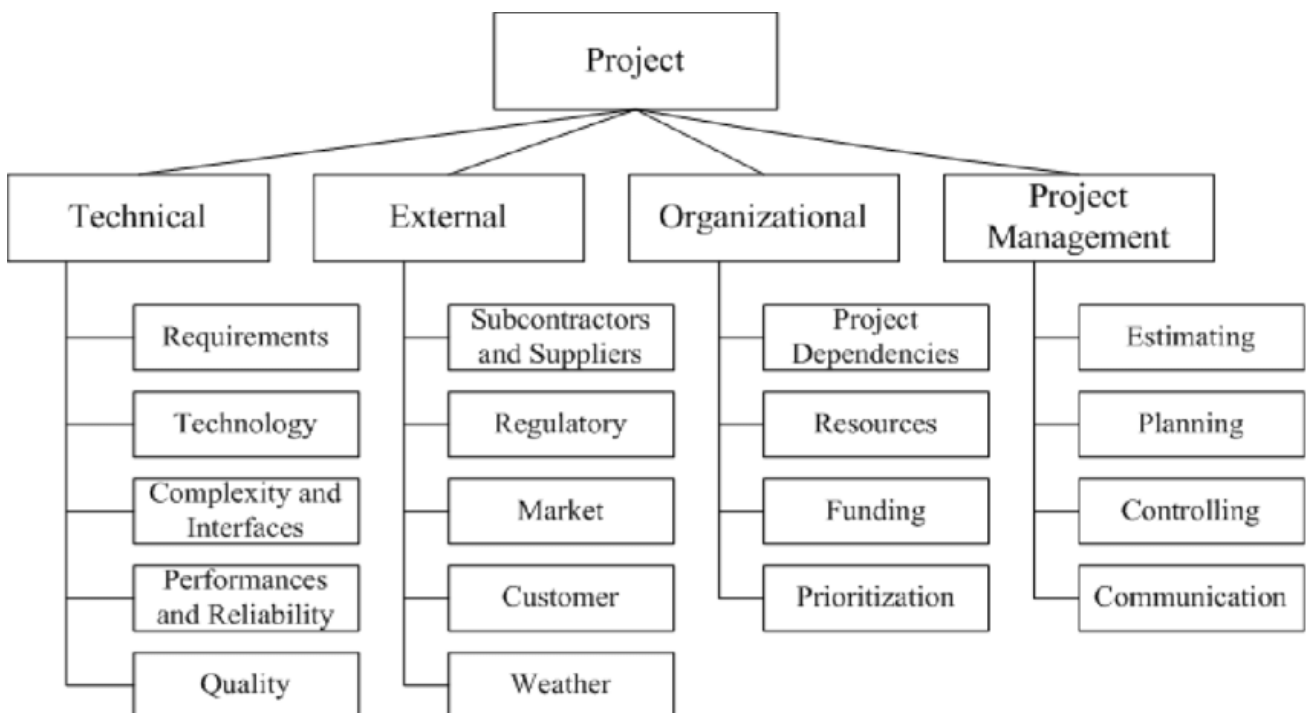 Project
Technical
External
Organizational
Project
Management
Requirements
Technology
Complexity and
Interfaces
Performances
and Reliability
Quality
Subcontractors
and Suppliers
Regulatory
Market
Customer
Weather
Project
Dependencies
Resources
Funding
Prioritization
Estimating
Planning
Controlling
Communication